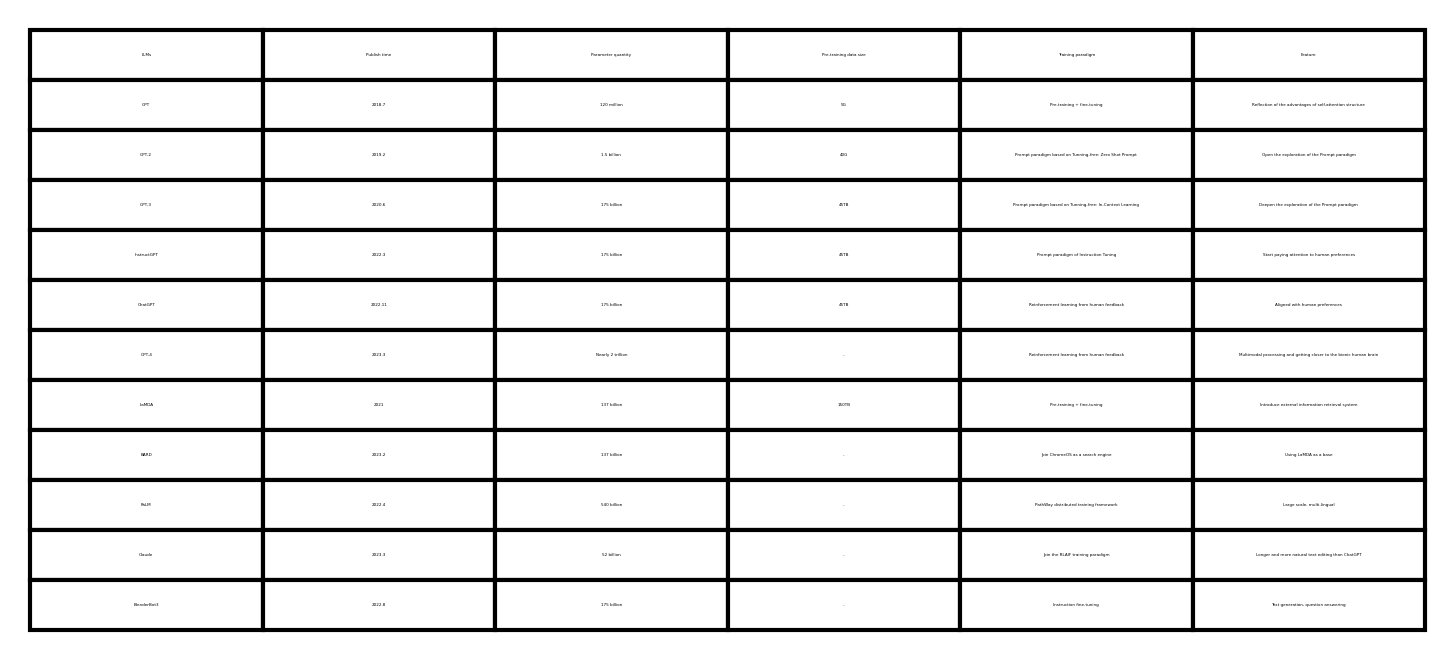 LLMs Publish time Parameter quantity Pre-training data size Training paradigm Feature
GPT 2018.7 120 million 5G Pre-training + fine-tuning Reflection of the advantages of self-attention structure
GPT-2 2019.2 1.5 billion 40G Prompt paradigm based on Tunning-free: Zero Shot Prompt Open the exploration of the Prompt paradigm
GPT-3 2020.6 175 billion 45TB Prompt paradigm based on Tunning-free: In-Context Learning Deepen the exploration of the Prompt paradigm
InstructGPT 2022.3 175 billion 45TB Prompt paradigm of Instruction Tuning Start paying attention to human preferences
ChatGPT 2022.11 175 billion 45TB Reinforcement learning from human feedback Aligned with human preferences
GPT-4 2023.3 Nearly 2 trillion - Reinforcement learning from human feedback Multimodal processing and getting closer to the bionic human brain
LaMDA 2021 137 billion 150TB Pre-training + fine-tuning Introduce external information retrieval system
BARD 2023.2 137 billion - Join ChromeOS as a search engine Using LaMDA as a base
PaLM 2022.4 540 billion - PathWay distributed training framework Large scale, multi-lingual
Claude 2023.3 52 billion - Join the RLAIF training paradigm Longer and more natural text editing than ChatGPT
BlenderBot3 2022.8 175 billion - Instruction fine-tuning Text generation, question answering